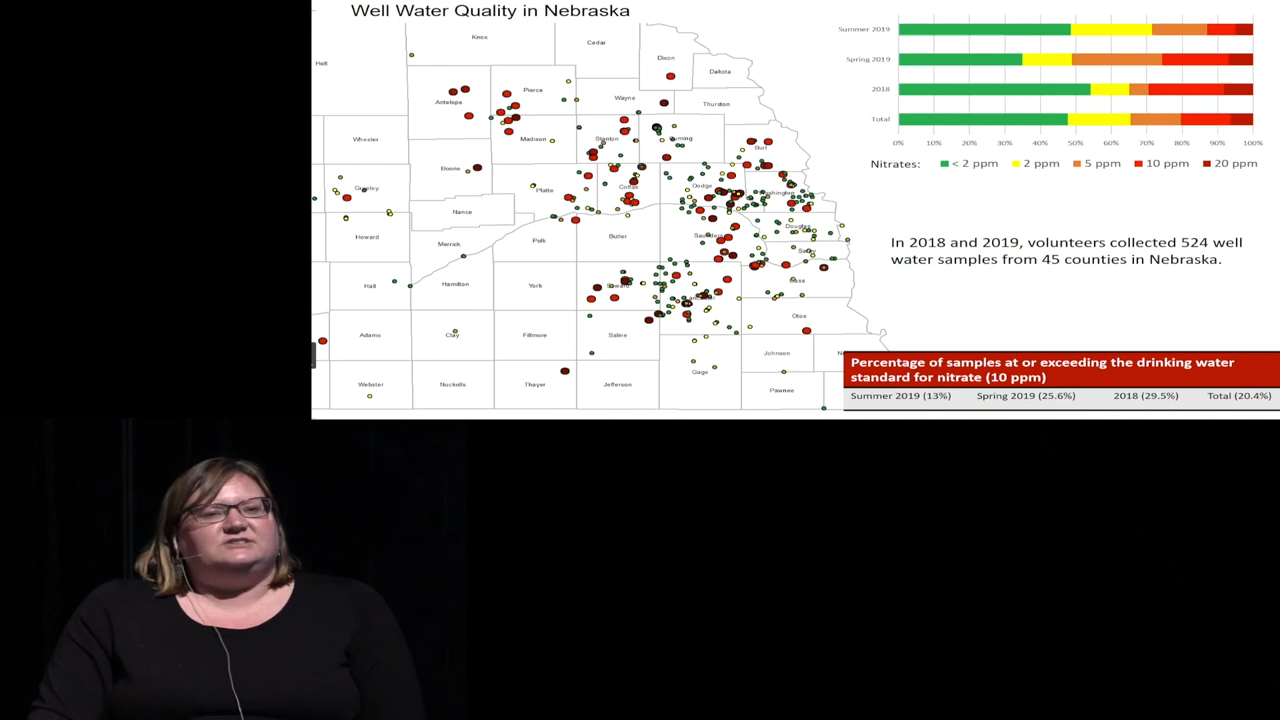 Well Water Quality in Nebraska
Knox
Cedar
Dixon
Dakota
Holt
Antelope
Pierce
Wayne
Thurston
Wheeler
Madison
Stanton
Cuming
Burt
Boone
Greeley
Platte
Colfax
Dodge
Washington
Nance
Howard
Merrick
Polk
Butler
Saunders
Douglas
Sarpy
Hall
Hamilton
York
Seward
Lancaster
Cass
Otoe
Adams
Clay
Fillmore
Saline
Johnson
Gage
Webster
Nuckolls
Thayer
Jefferson
Pawnee
Summer 2019
Spring 2019
2018
Total
0% 10% 20% 30% 40% 50% 60% 70% 80% 90% 100%
Nitrates: < 2 ppm 2 ppm 5 ppm 10 ppm 20 ppm
In 2018 and 2019, volunteers collected 524 well
water samples from 45 counties in Nebraska.
Percentage of samples at or exceeding the drinking water
standard for nitrate (10 ppm)
Summer 2019 (13%) Spring 2019 (25.6%) 2018 (29.5%) Total (20.4%)